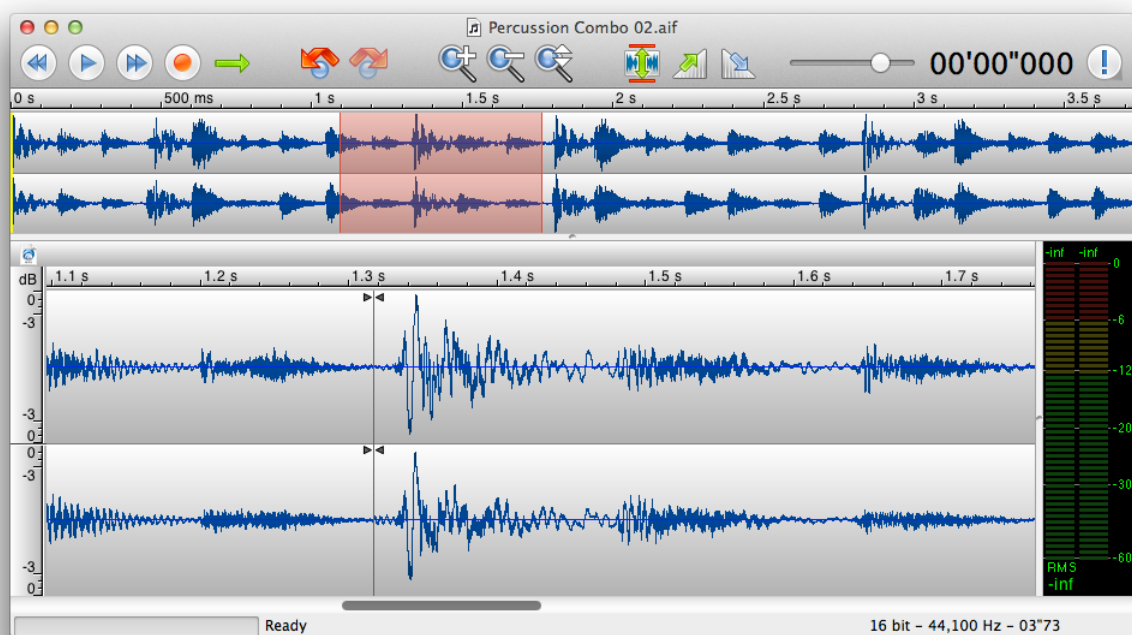 Percussion Combo 02.aif
00'00"000
0 s 500 ms 1 s 1.5 s 2 s 2.5 s 3 s 3.5 s
-inf -inf
dB 1.1 s 1.2 s 1.3 s 1.4 s 1.5 s 1.6 s 1.7 s
0
-3
-3
0
0
-3
-3
0
0
-6
-12
-20
-30
-60
RMS
-inf
Ready 16 bit - 44,100 Hz - 03"73